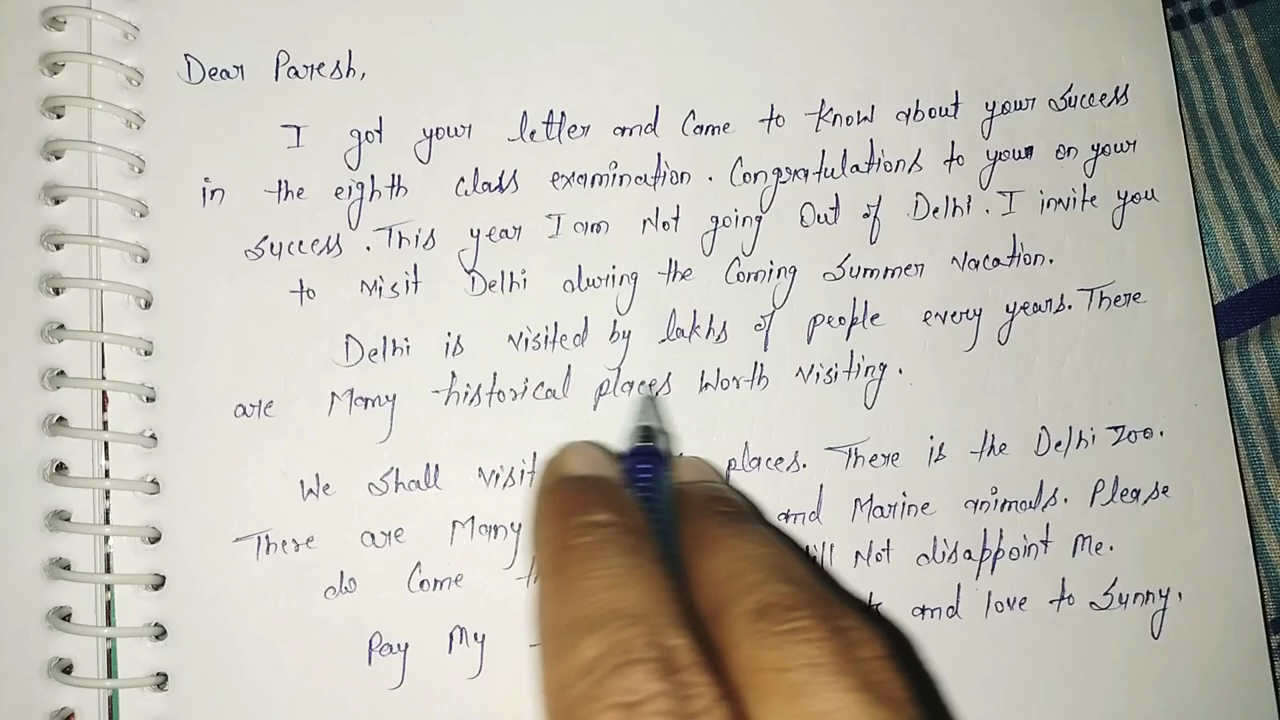 Dear Paresh,
I got your letter and Come to know about your Success
in the eighth class examination. Congratulations to you on your
Success. This year I am Not going Out of Delhi. I invite you
to visit Delhi during the Coming Summer vacation.
Delhi is visited by lakhs of people every years. There
are Many historical places Worth visiting.
We Shall visit places. There is the Delhi Zoo.
There are Many and Marine animals. Please
do Come Not disappoint Me.
Pay My and love to Sunny.